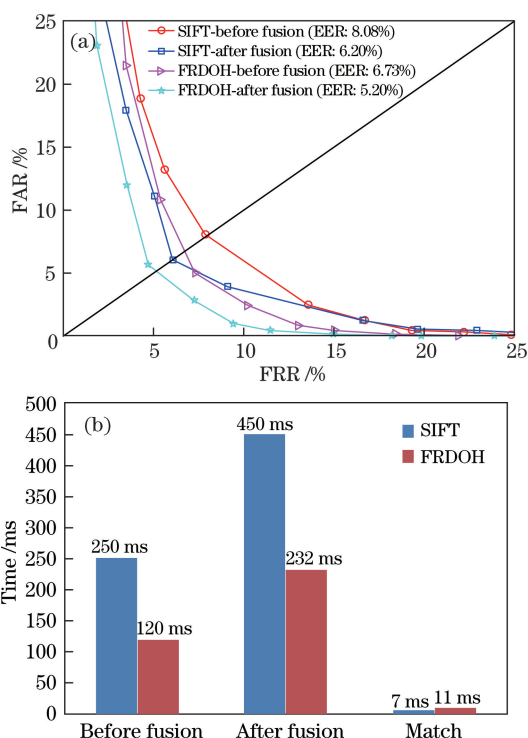 (a)
SIFT-before fusion (EER: 8.08%)
SIFT-after fusion (EER: 6.20%)
FRDOH-before fusion (EER: 6.73%)
FRDOH-after fusion (EER: 5.20%)
FAR /%
25
20
15
10
5
0
5
10
15
20
25
FRR /%
(b)
SIFT
FRDOH
Time /ms
500
450
400
350
300
250
200
150
100
50
0
250 ms
120 ms
450 ms
232 ms
7 ms
11 ms
Before fusion
After fusion
Match